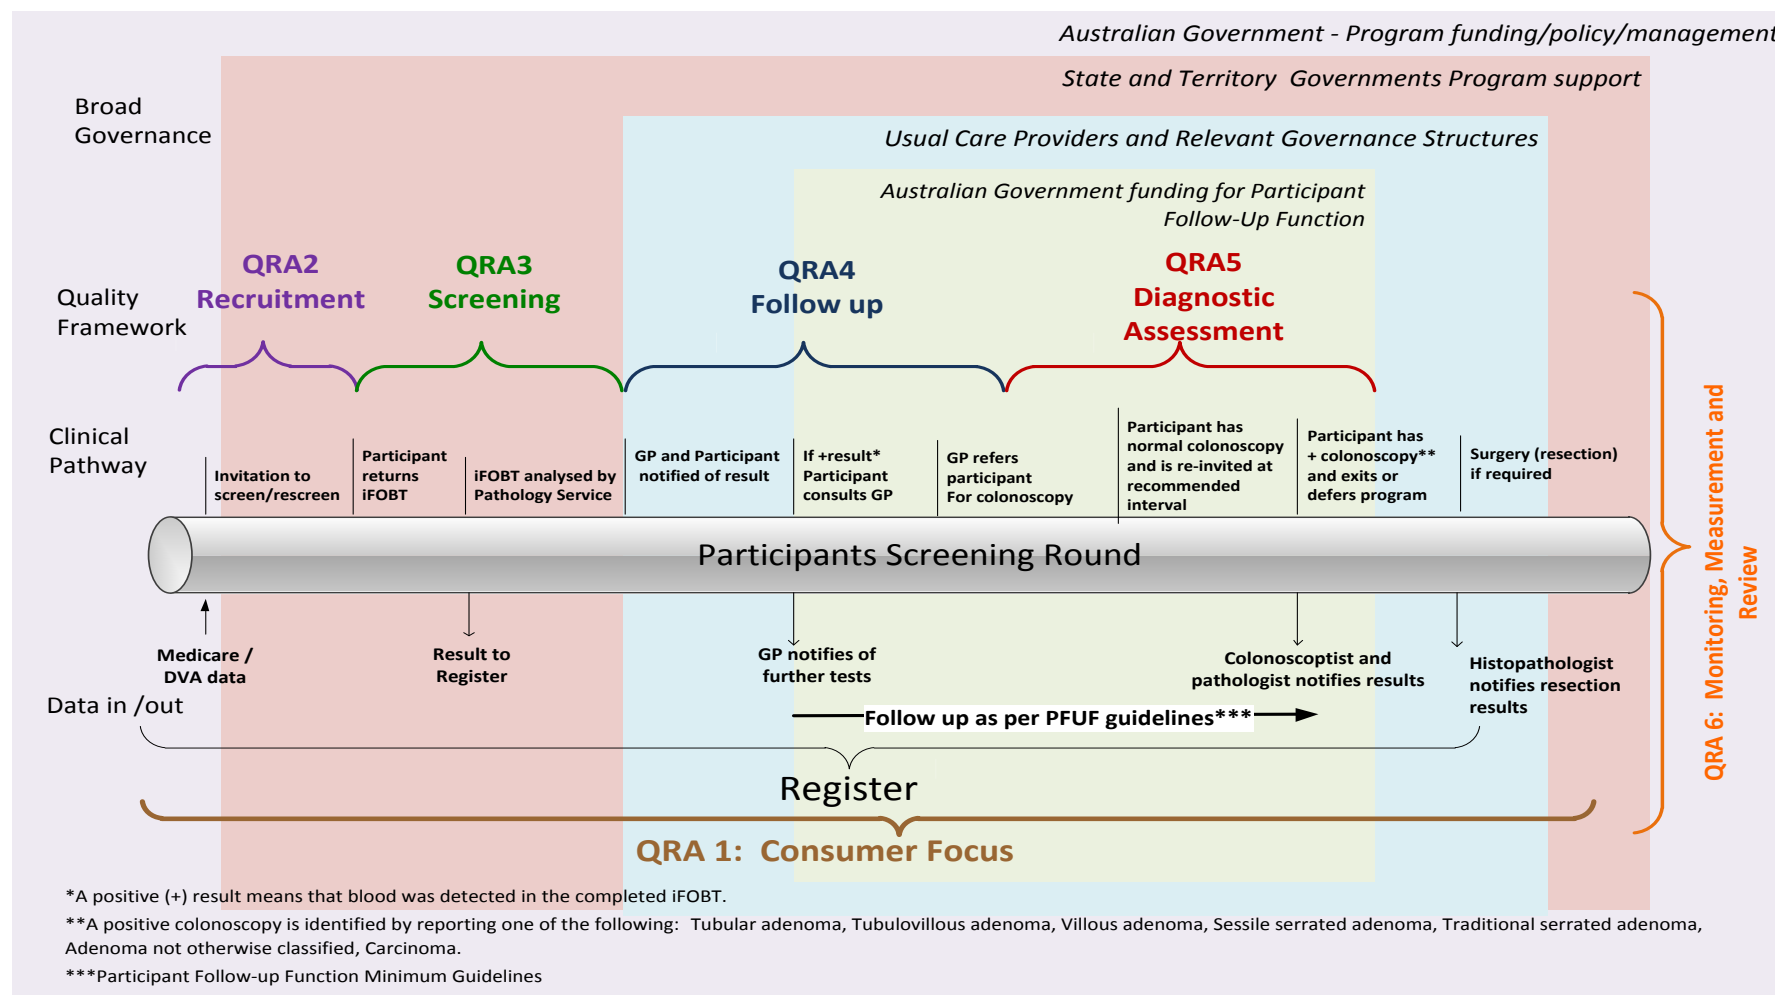 Australian Government - Program funding/policy/management
State and Territory  Governments Program support
Broad
Governance
Usual Care Providers and Relevant Governance Structures
Australian Government funding for Participant
Follow-Up Function
QRA2
Recruitment
QRA3
Screening
QRA4
Follow up
QRA5
Diagnostic
Assessment
Quality
Framework
Clinical
Pathway
Invitation to
screen/rescreen
Participant
returns
iFOBT
iFOBT analysed by
Pathology Service
GP and Participant
notified of result
If +result*
Participant
consults GP
GP refers
participant
For colonoscopy
Participant has
normal colonoscopy
and is re-invited at
recommended
interval
Participant has
+ colonoscopy**
and exits or
defers program
Surgery (resection)
if required
Participants Screening Round
Medicare /
DVA data
Result to
Register
GP notifies of
further tests
Colonoscoptist and
pathologist notifies results
Histopathologist
notifies resection
results
Data in /out
Follow up as per PFUF guidelines***
Register
QRA 1:  Consumer Focus
QRA 6:  Monitoring, Measurement and
Review
*A positive (+) result means that blood was detected in the completed iFOBT.
**A positive colonoscopy is identified by reporting one of the following:  Tubular adenoma, Tubulovillous adenoma, Villous adenoma, Sessile serrated adenoma, Traditional serrated adenoma,
Adenoma not otherwise classified, Carcinoma.
***Participant Follow-up Function Minimum Guidelines